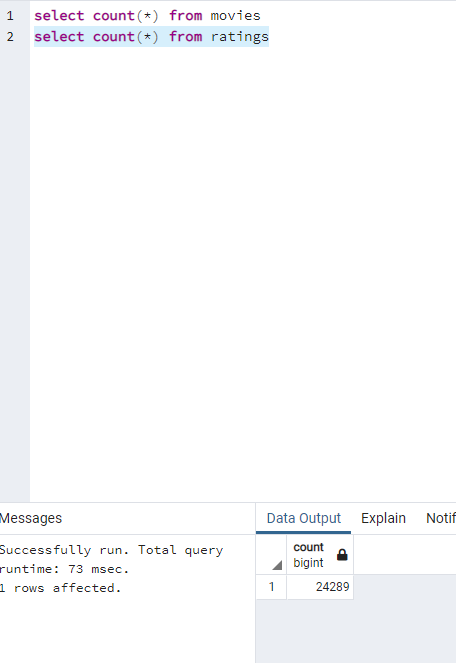 1 select count(*) from movies
2 select count(*) from ratings
Messages
Data Output Explain Notif
Successfully run. Total query
runtime: 73 msec.
1 rows affected.
count
bigint
1 24289